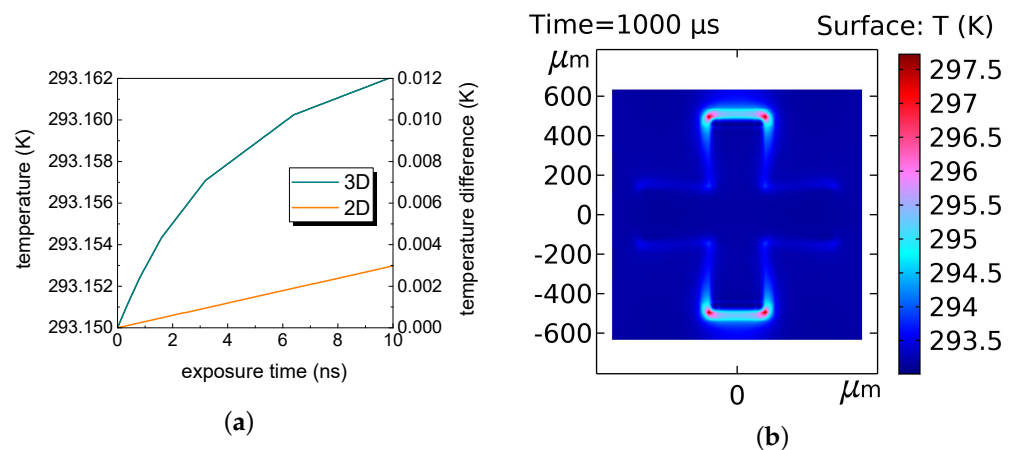 293.162
293.160
293.158
293.156
293.154
293.152
293.150
temperature (K)
0.012
0.010
0.008
0.006
0.004
0.002
0.000
temperature difference (K)
3D
2D
0 2 4 6 8 10
exposure time (ns)
(a)
Time=1000 μs
Surface: T (K)
μm
600
400
200
0
-200
-400
-600
0
μm
297.5
297
296.5
296
295.5
295
294.5
294
293.5
(b)